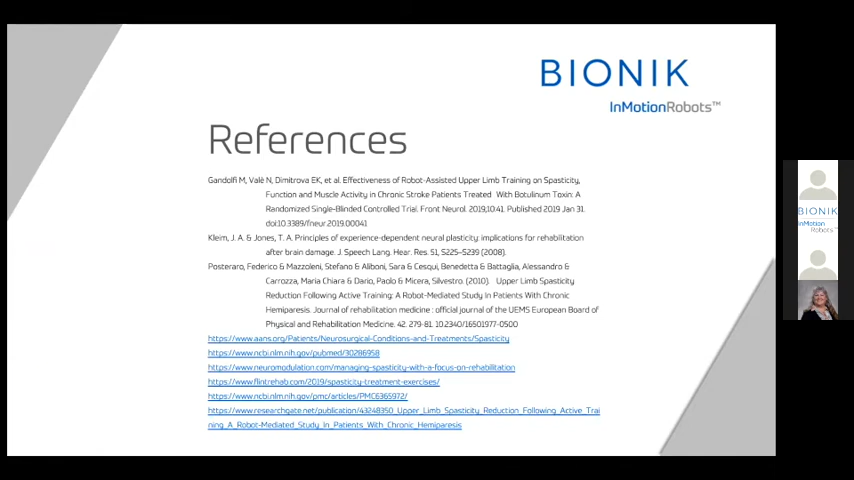 BIONIK
InMotionRobots™
References
Gandolfi M, Valè N, Dimitrova EK, et al. Effectiveness of Robot-Assisted Upper Limb Training on Spasticity,
Function and Muscle Activity in Chronic Stroke Patients Treated With Botulinum Toxin: A
Randomized Single-Blinded Controlled Trial. Front Neurol. 2019;10:41. Published 2019 Jan 31.
doi:10.3389/fneur.2019.00041
Kleim, J. A. & Jones, T. A. Principles of experience-dependent neural plasticity: implications for rehabilitation
after brain damage. J. Speech Lang. Hear. Res. 51, S225–S239 (2008).
Posteraro, Federico & Mazzoleni, Stefano & Aliboni, Sara & Cesqui, Benedetta & Battaglia, Alessandro &
Carrozza, Maria Chiara & Dario, Paolo & Micera, Silvestro. (2010). Upper Limb Spasticity
Reduction Following Active Training: A Robot-Mediated Study In Patients With Chronic
Hemiparesis. Journal of rehabilitation medicine : official journal of the UEMS European Board of
Physical and Rehabilitation Medicine. 42. 279-81. 10.2340/16501977-0500
https://www.aans.org/Patients/Neurosurgical-Conditions-and-Treatments/Spasticity
https://www.ncbi.nlm.nih.gov/pubmed/30286958
https://www.neuromodulation.com/managing-spasticity-with-a-focus-on-rehabilitation
https://www.flintrehab.com/2019/spasticity-treatment-exercises/
https://www.ncbi.nlm.nih.gov/pmc/articles/PMC6365972/
https://www.researchgate.net/publication/43248350_Upper_Limb_Spasticity_Reduction_Following_Active_Trai
ning_A_Robot-Mediated_Study_In_Patients_With_Chronic_Hemiparesis
BIONIK
InMotion
Robots™